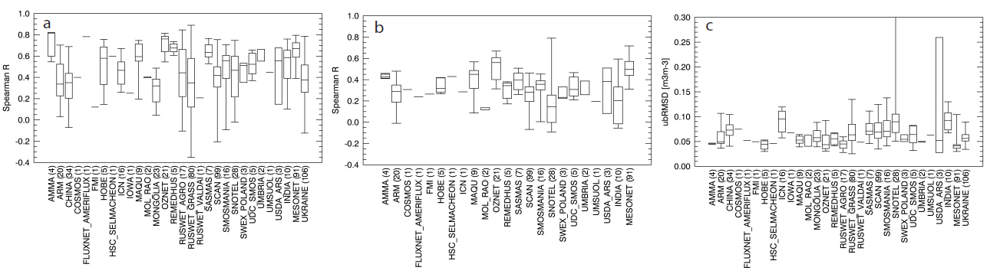 a
Spearman R
1.0
0.8
0.6
0.4
0.2
0.0
-0.2
-0.4
AMMA (4)
ARM (20)
CHINA (34)
COSMOS (1)
FLUXNET_AMERIFLUX (1)
FMI (1)
HOBE (5)
HSC_SELMACHEON (1)
ICN (16)
IOWA (1)
MAQU (9)
MOL_RAO (2)
MONGOLIA (23)
OZNET (21)
REMEDHUS (5)
RUSWET_AGRO (17)
RUSWET_GRASS (80)
RUSWET_VALDAI (1)
SASMAS (7)
SCAN (99)
SMOSMANIA (16)
SNOTEL (28)
SWEX_POLAND (3)
UDC_SMOS (5)
UMBRIA (2)
UMSUOL (1)
USDA_ARS (3)
INDIA (10)
MESONET (91)
UKRAINE (106)
b
Spearman R
1.0
0.8
0.6
0.4
0.2
0.0
-0.2
-0.4
AMMA (4)
ARM (20)
COSMOS (1)
FLUXNET_AMERIFLUX (1)
FMI (1)
HOBE (5)
HSC_SELMACHEON (1)
ICN (1)
MAQU (9)
MOL_RAO (2)
OZNET (21)
REMEDHUS (5)
SASMAS (7)
SCAN (99)
SMOSMANIA (16)
SNOTEL (28)
SWEX_POLAND (3)
UDC_SMOS (5)
UMBRIA (2)
UMSUOL (1)
USDA_ARS (3)
INDIA (10)
MESONET (91)
c
ubRMSD [m3m-3]
0.30
0.25
0.20
0.15
0.10
0.05
0.00
AMMA (4)
ARM (20)
CHINA (34)
COSMOS (1)
FLUXNET_AMERIFLUX (1)
FMI (1)
HOBE (5)
HSC_SELMACHEON (1)
ICN (16)
IOWA (1)
MAQU (9)
MOL_RAO (2)
MONGOLIA (23)
OZNET (21)
REMEDHUS (5)
RUSWET_AGRO (17)
RUSWET_GRASS (80)
RUSWET_VALDAI (1)
SASMAS (7)
SCAN (99)
SMOSMANIA (16)
SNOTEL (28)
SWEX_POLAND (3)
UDC_SMOS (5)
UMBRIA (2)
UMSUOL (1)
USDA_ARS (3)
INDIA (10)
MESONET (91)
UKRAINE (106)